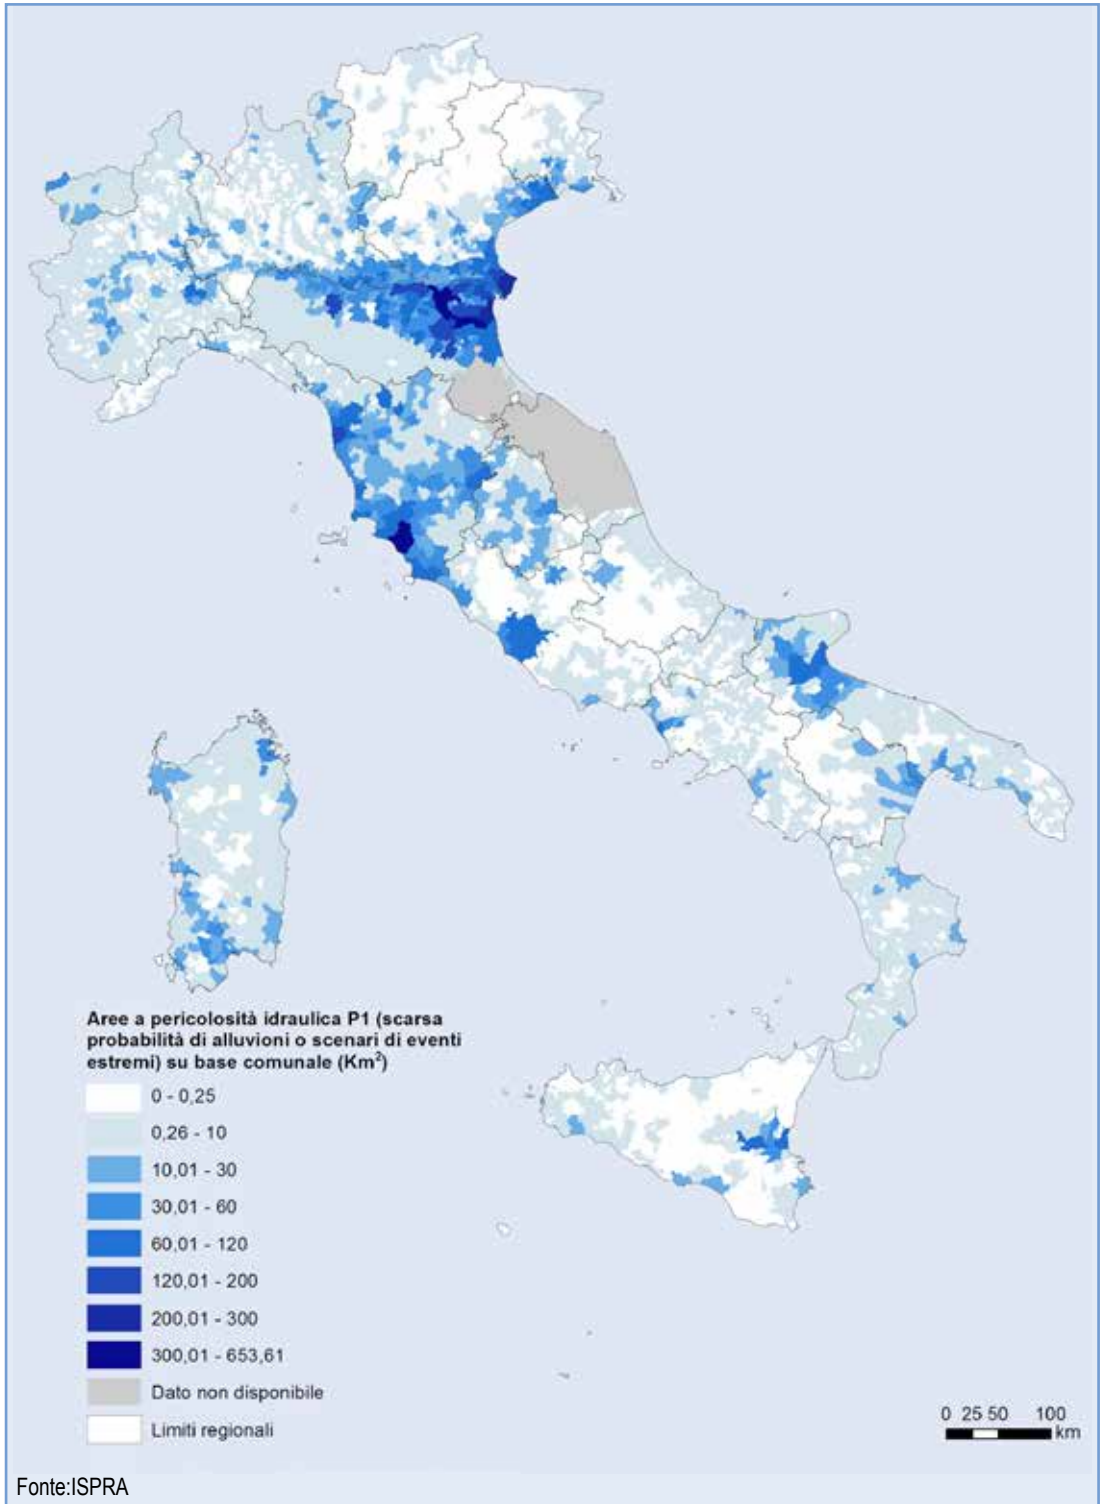 Aree a pericolosità idraulica P1 (scarsa
probabilità di alluvioni o scenari di eventi
estremi) su base comunale (Km²)
0 - 0,25
0,26 - 10
10,01 - 30
30,01 - 60
60,01 - 120
120,01 - 200
200,01 - 300
300,01 - 653,61
Dato non disponibile
Limiti regionali
0 25 50 100
km
Fonte:ISPRA